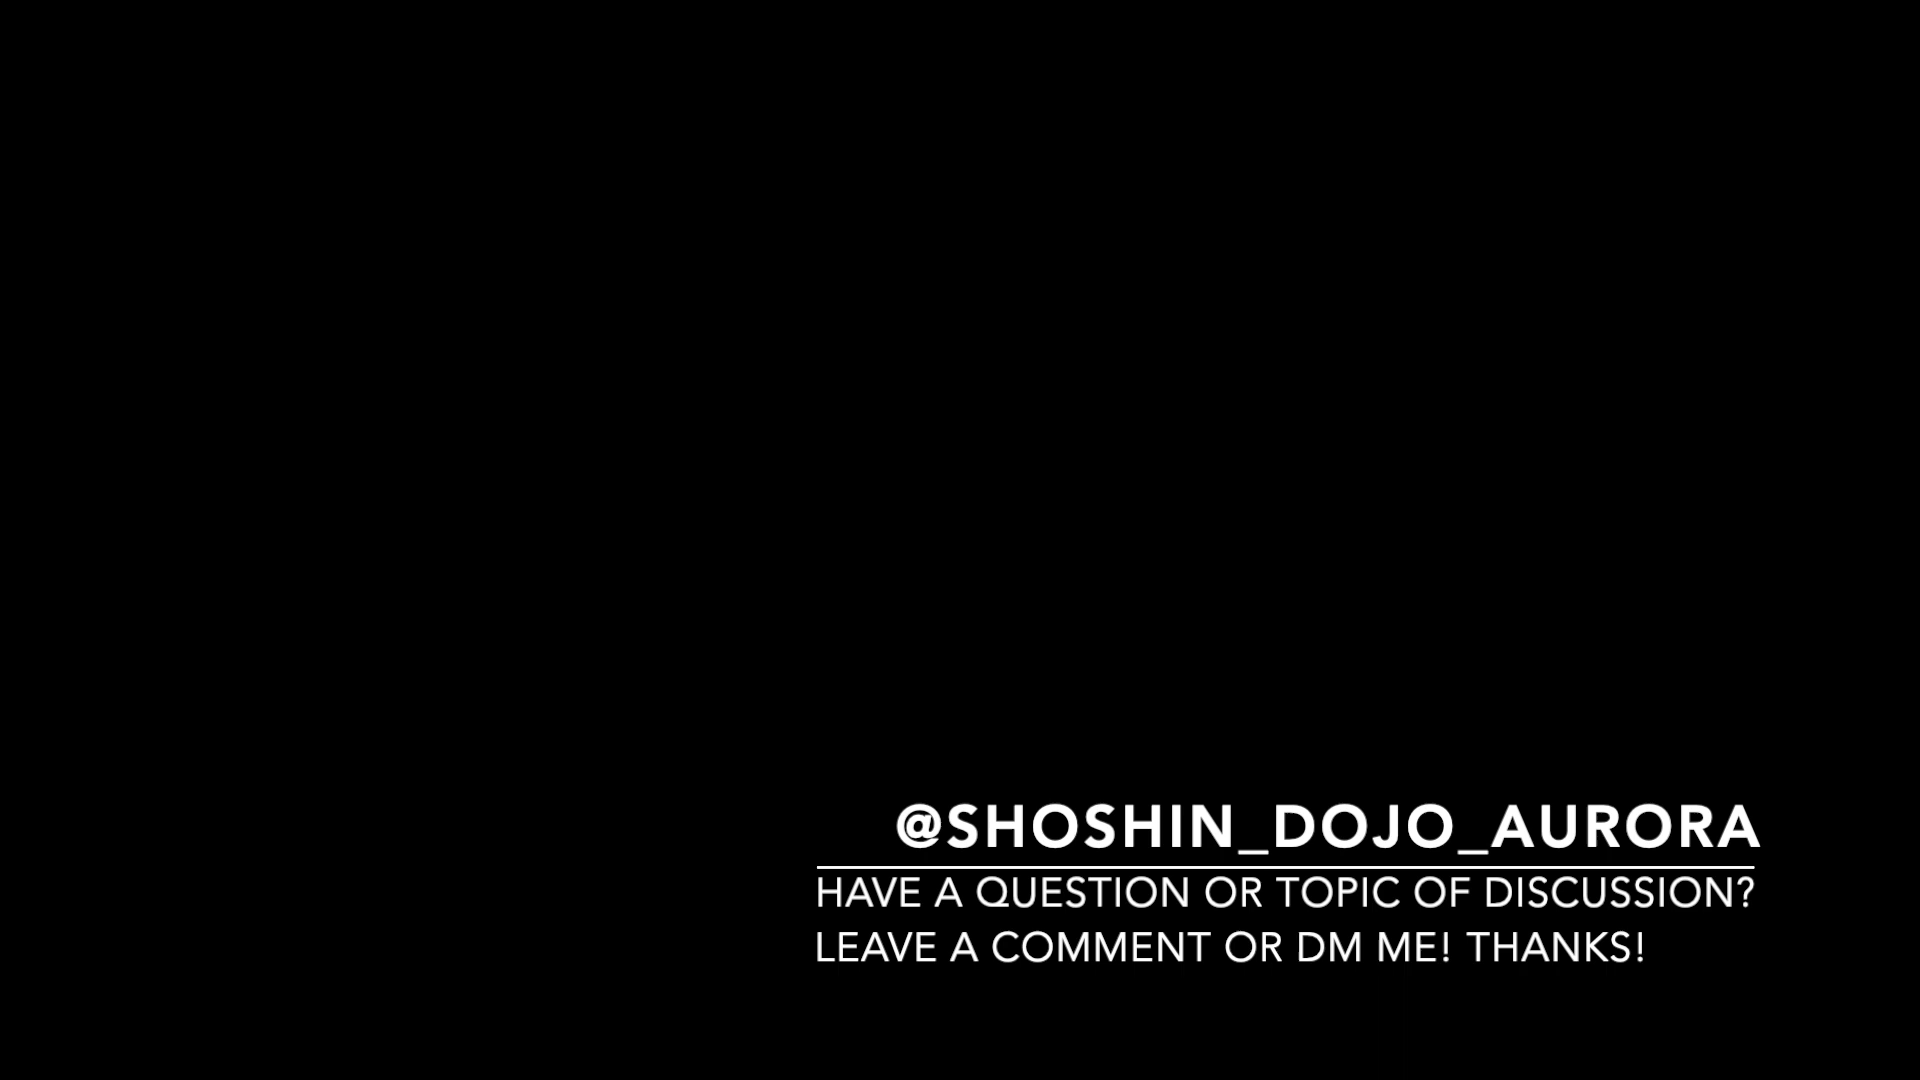 @SHOSHIN_DOJO_AURORA
HAVE A QUESTION OR TOPIC OF DISCUSSION?
LEAVE A COMMENT OR DM ME! THANKS!